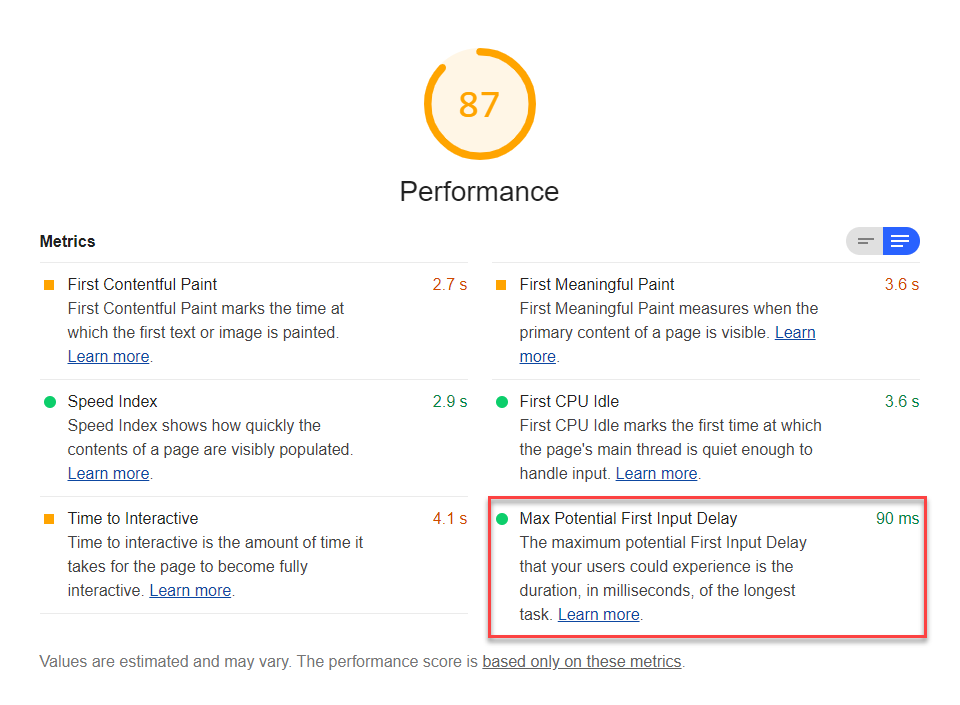 87
Performance
Metrics
First Contentful Paint 2.7 s
First Contentful Paint marks the time at
which the first text or image is painted.
Learn more.
First Meaningful Paint 3.6 s
First Meaningful Paint measures when the
primary content of a page is visible. Learn
more.
Speed Index 2.9 s
Speed Index shows how quickly the
contents of a page are visibly populated.
Learn more.
First CPU Idle 3.6 s
First CPU Idle marks the first time at which
the page's main thread is quiet enough to
handle input. Learn more.
Time to Interactive 4.1 s
Time to interactive is the amount of time it
takes for the page to become fully
interactive. Learn more.
Max Potential First Input Delay 90 ms
The maximum potential First Input Delay
that your users could experience is the
duration, in milliseconds, of the longest
task. Learn more.
Values are estimated and may vary. The performance score is based only on these metrics.